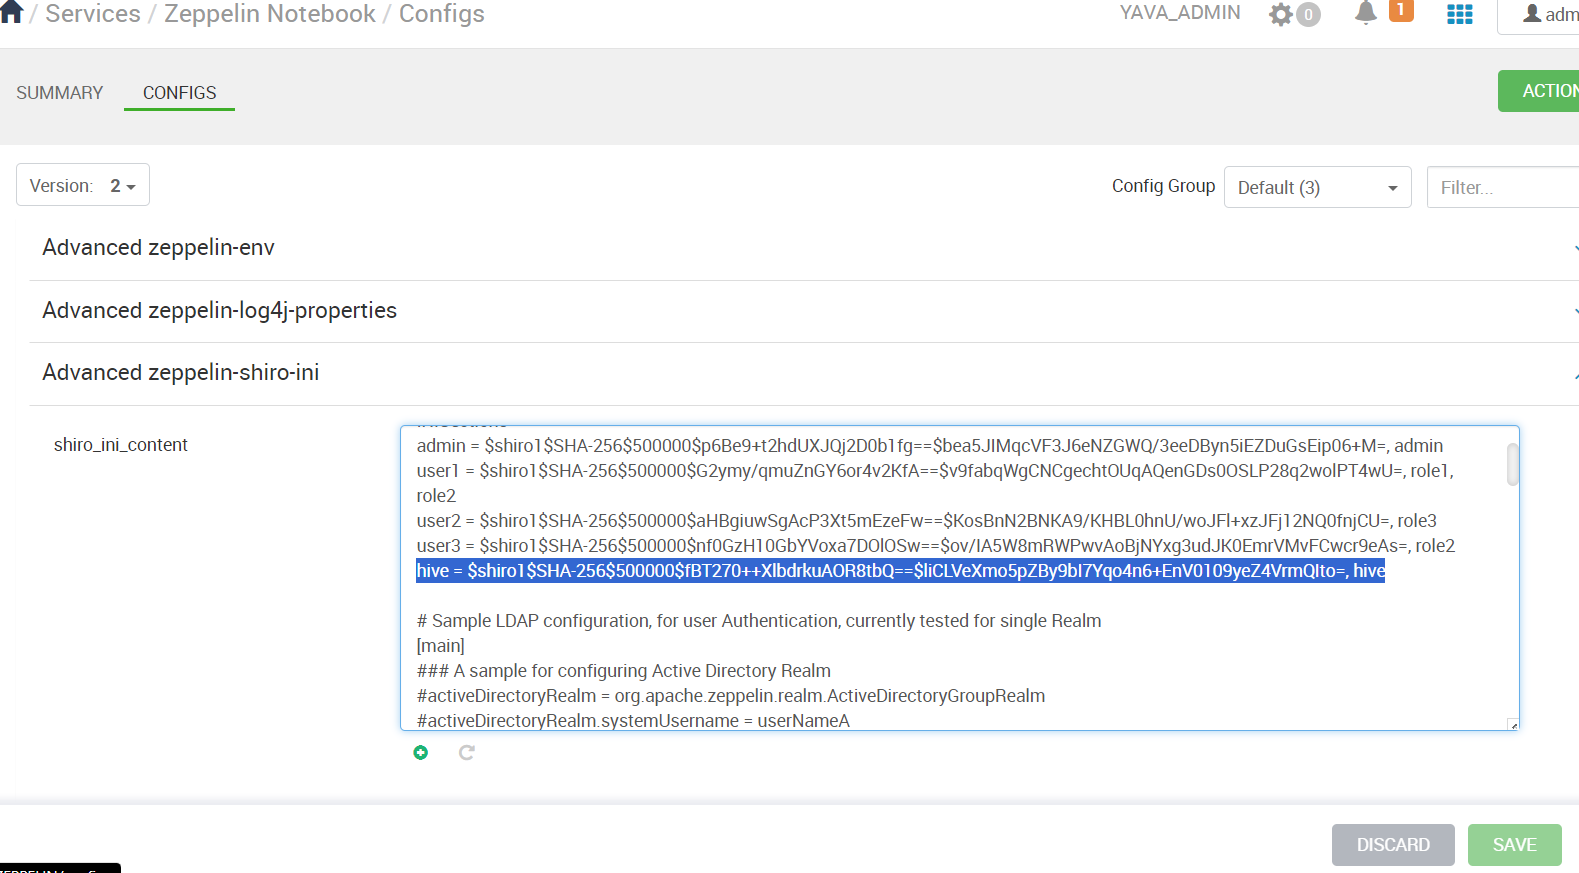 / Services / Zeppelin Notebook / Configs
YAVA_ADMIN
0
1
SUMMARY
CONFIGS
Version: 2
Config Group
Default (3)
Filter...
Advanced zeppelin-env
Advanced zeppelin-log4j-properties
Advanced zeppelin-shiro-ini
shiro_ini_content
admin = $shiro1$SHA-256$500000$p6Be9+t2hdUXJQj2D0b1fg==$bea5JIMqcVF3J6eNZGWQ/3eeDByn5iEZDuGsEip06+M=, admin
user1 = $shiro1$SHA-256$500000$G2ymy/qmuZnGY6or4v2KfA==$v9fabqWgCNCgechtOUqAQenGDs0OSLP28q2wolPT4wU=, role1,
role2
user2 = $shiro1$SHA-256$500000$aHBgiuwSgAcP3Xt5mEzeFw==$KosBnN2BNKA9/KHBL0hnU/woJFl+xzJFj12NQ0fnjCU=, role3
user3 = $shiro1$SHA-256$500000$nf0GzH10GbYVoxa7DOlOSw==$ov/IA5W8mRWPwvAoBjNYxg3udJK0EmrVMvFCwcr9eAs=, role2
hive = $shiro1$SHA-256$500000$fBT270++XlbdrkuAOR8tbQ==$liCLVeXmo5pZBy9bI7Yqo4n6+EnV0109yeZ4VrmQIto=, hive
# Sample LDAP configuration, for user Authentication, currently tested for single Realm
[main]
### A sample for configuring Active Directory Realm
#activeDirectoryRealm = org.apache.zeppelin.realm.ActiveDirectoryGroupRealm
#activeDirectoryRealm.systemUsername = userNameA
DISCARD
SAVE